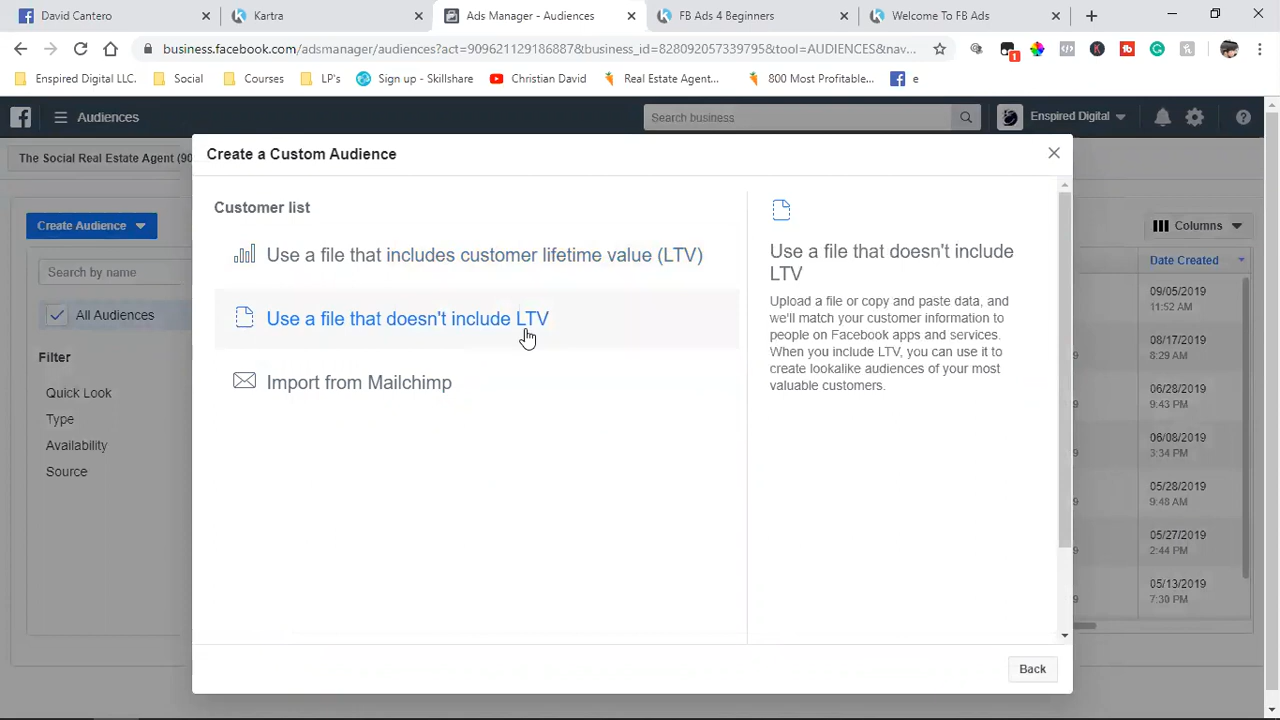 David Cantero
Kartra
Ads Manager - Audiences
FB Ads 4 Beginners
Welcome To FB Ads
business.facebook.com/adsmanager/audiences?act=909621129186887&business_id=828092057339795&tool=AUDIENCES&nav...
1
Enspired Digital LLC.
Social
Courses
LP's
Sign up - Skillshare
Christian David
Real Estate Agent...
800 Most Profitable...
e
Audiences
Search business
Enspired Digital
The Social Real Estate Agent (90
Create a Custom Audience
Create Audience
Columns
Search by name
All Audiences
Filter
Quick Look
Type
Availability
Source
Customer list
Use a file that includes customer lifetime value (LTV)
Use a file that doesn't include LTV
Import from Mailchimp
Use a file that doesn't include
LTV
Upload a file or copy and paste data, and
we'll match your customer information to
people on Facebook apps and services.
When you include LTV, you can use it to
create lookalike audiences of your most
valuable customers.
Date Created
09/05/2019
11:52 AM
08/17/2019
8:29 AM
06/28/2019
9:43 PM
06/08/2019
3:34 PM
05/28/2019
9:48 AM
05/27/2019
2:44 PM
05/13/2019
7:30 PM
Back